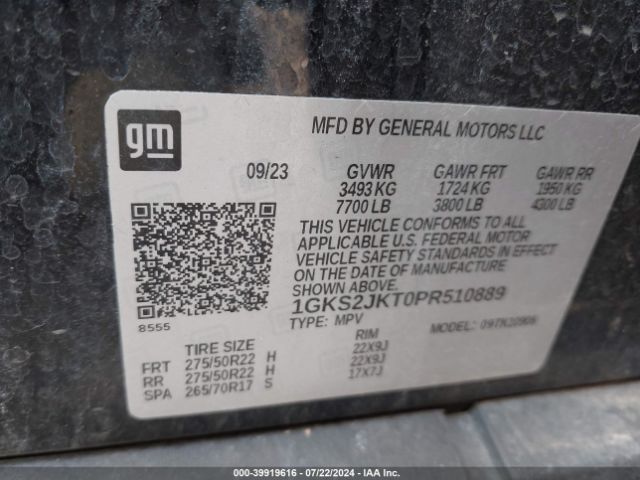 gm
MFD BY GENERAL MOTORS LLC
09/23 GVWR GAWR FRT GAWR RR
3493 KG 1724 KG 1950 KG
7700 LB 3800 LB 4300 LB
THIS VEHICLE CONFORMS TO ALL
APPLICABLE U.S. FEDERAL MOTOR
VEHICLE SAFETY STANDARDS IN EFFECT
ON THE DATE OF MANUFACTURE
SHOWN ABOVE.
1GKS2JKT0PR510889
8555
TYPE: MPV MODEL:
TIRE SIZE RIM
FRT 275/50R22 H 22X9J
RR 275/50R22 H 22X9J
SPA 265/70R17 S 17X7J
000-39919616 - 07/22/2024 - IAA Inc.